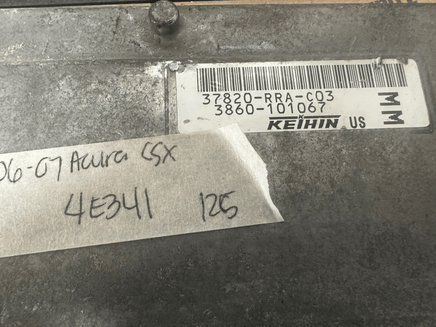 37820-RRA-C03
3860-101067
KEIHIN US
MM
06-07 Acura CSX
4E341 125